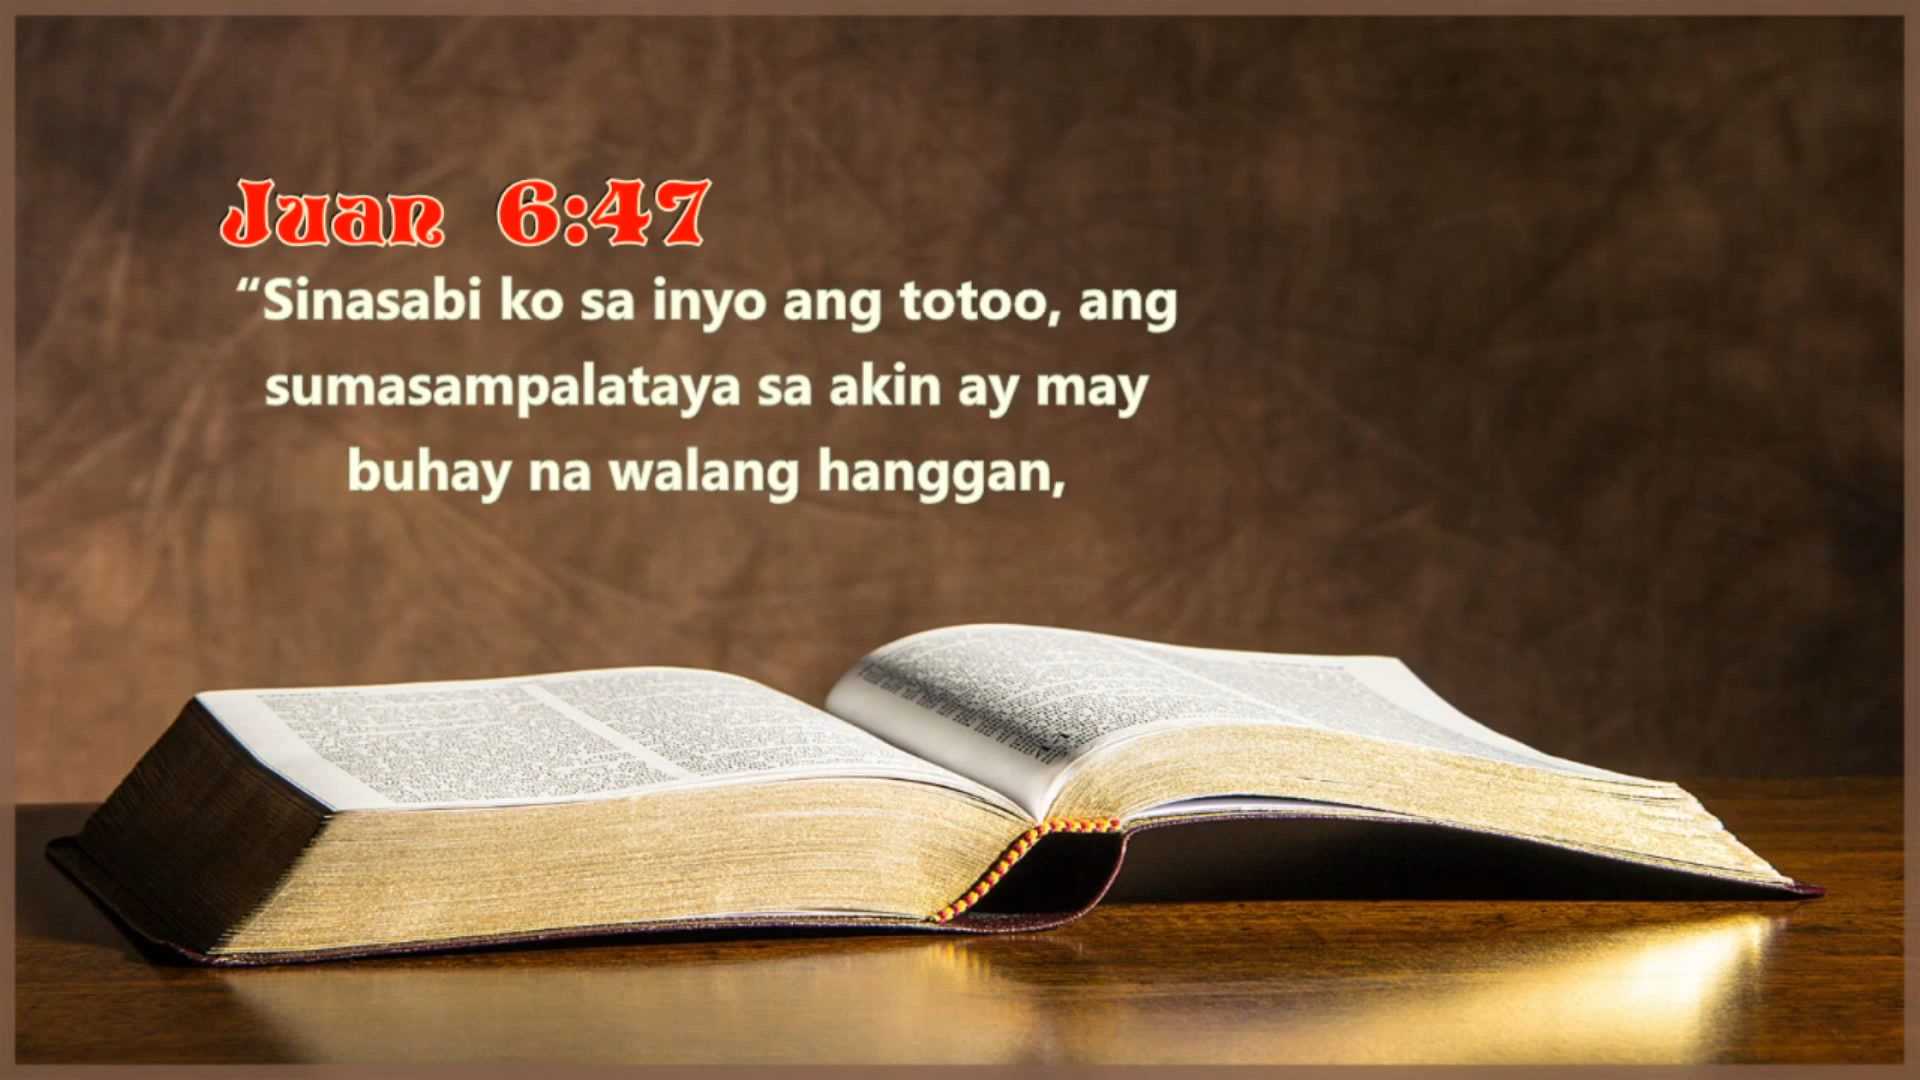 Juan 6:47
“Sinasabi ko sa inyo ang totoo, ang
sumasampalataya sa akin ay may
buhay na walang hanggan,